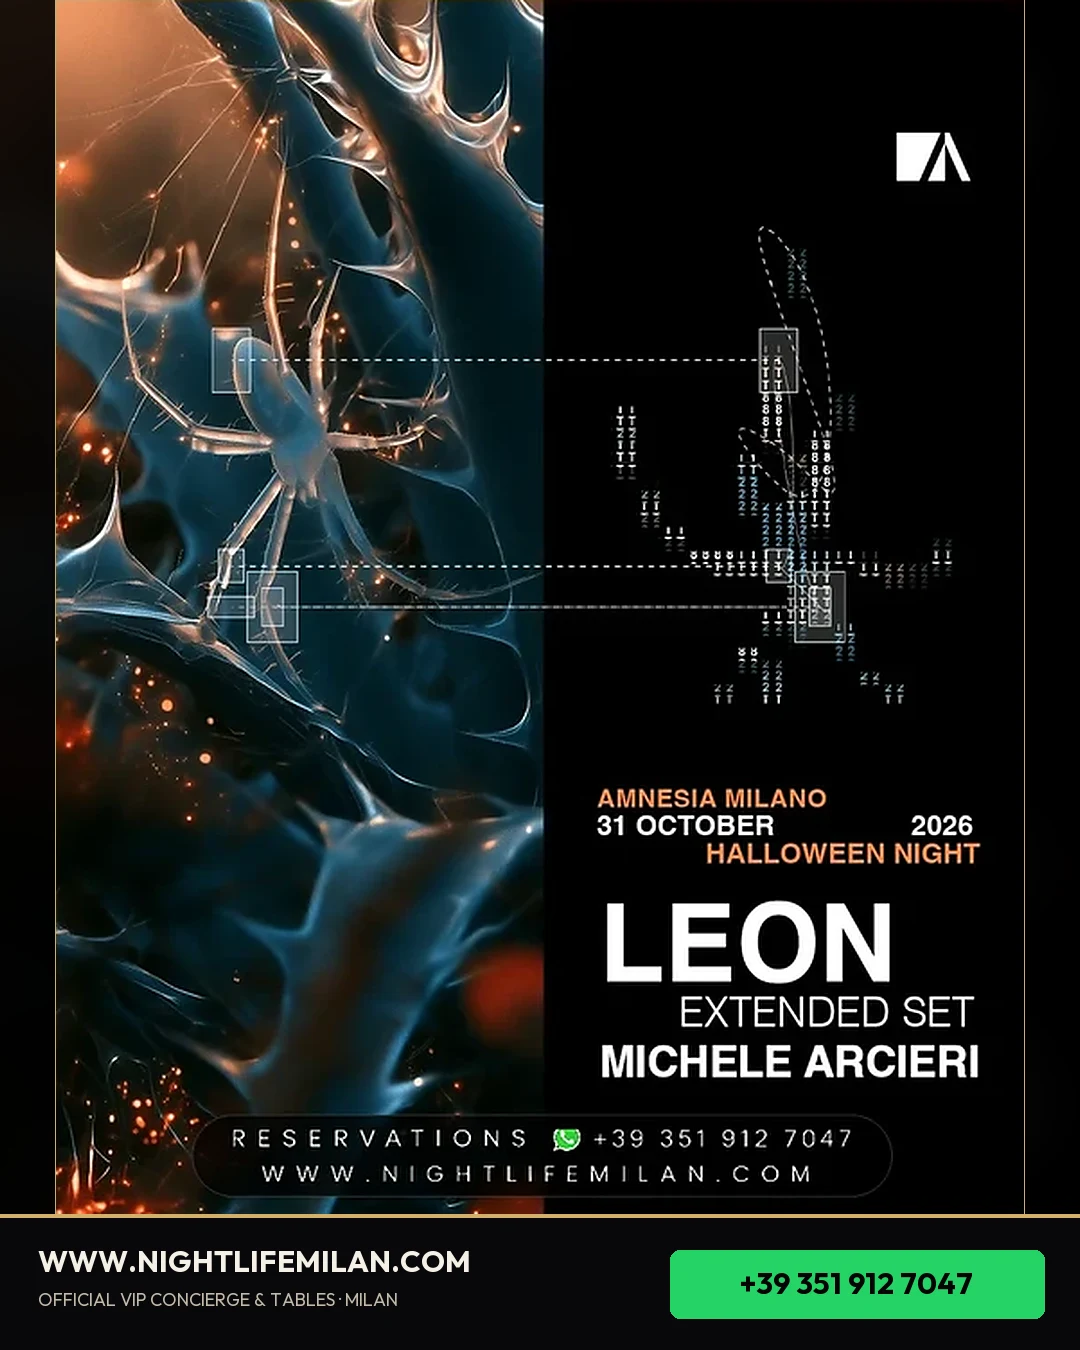 AMNESIA MILANO
31 OCTOBER 2026
HALLOWEEN NIGHT
LEON
EXTENDED SET
MICHELE ARCIERI
RESERVATIONS +39 351 912 7047
WWW.NIGHTLIFEMILAN.COM
WWW.NIGHTLIFEMILAN.COM
OFFICIAL VIP CONCIERGE & TABLES · MILAN
+39 351 912 7047